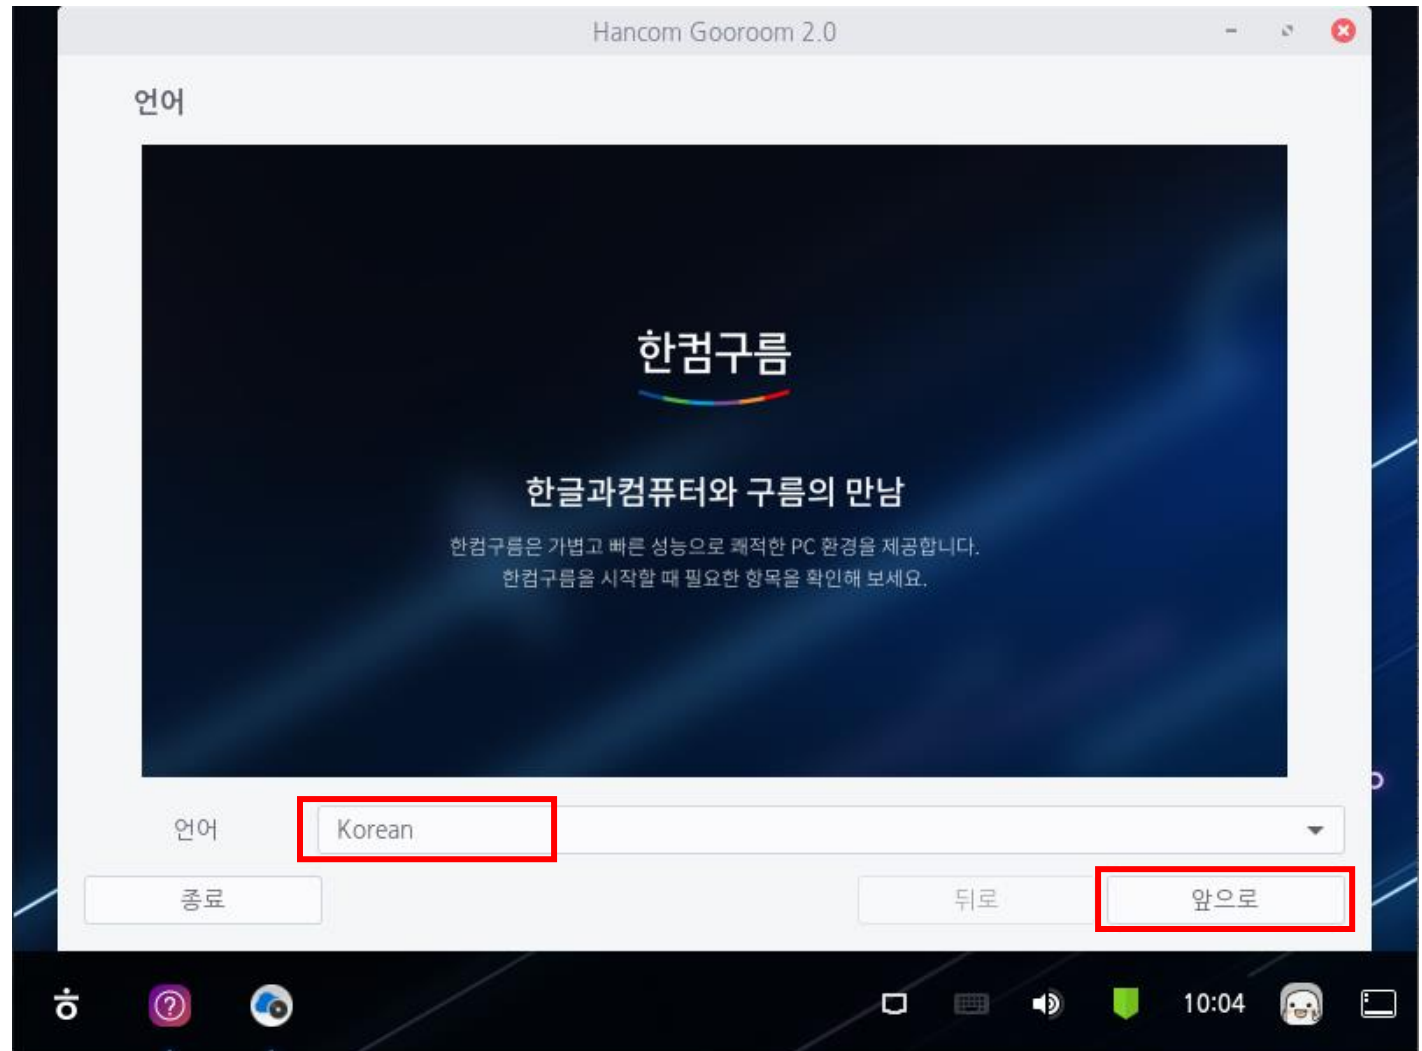 Hancom Gooroom 2.0
언어
한컴구름
한글과컴퓨터와 구름의 만남
한컴구름은 가볍고 빠른 성능으로 쾌적한 PC 환경을 제공합니다.
한컴구름을 시작할 때 필요한 항목을 확인해 보세요.
언어 Korean
종료 뒤로 앞으로
ㅎ ? 10:04